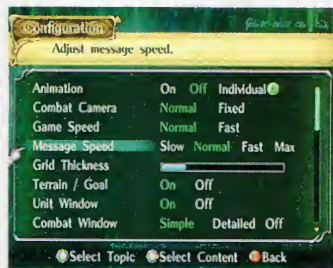 Configuration
Adjust message speed.
Animation On Off Individual
Combat Camera Normal Fixed
Game Speed Normal Fast
Message Speed Slow Normal Fast Max
Grid Thickness
Terrain / Goal On Off
Unit Window On Off
Combat Window Simple Detailed Off
Select Topic Select Content Back